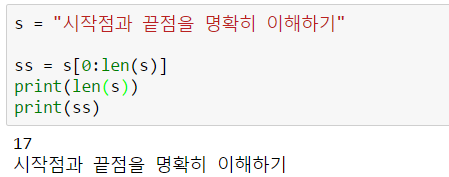 s = "시작점과 끝점을 명확히 이해하기"
ss = s[0:len(s)]
print(len(s))
print(ss)
17
시작점과 끝점을 명확히 이해하기